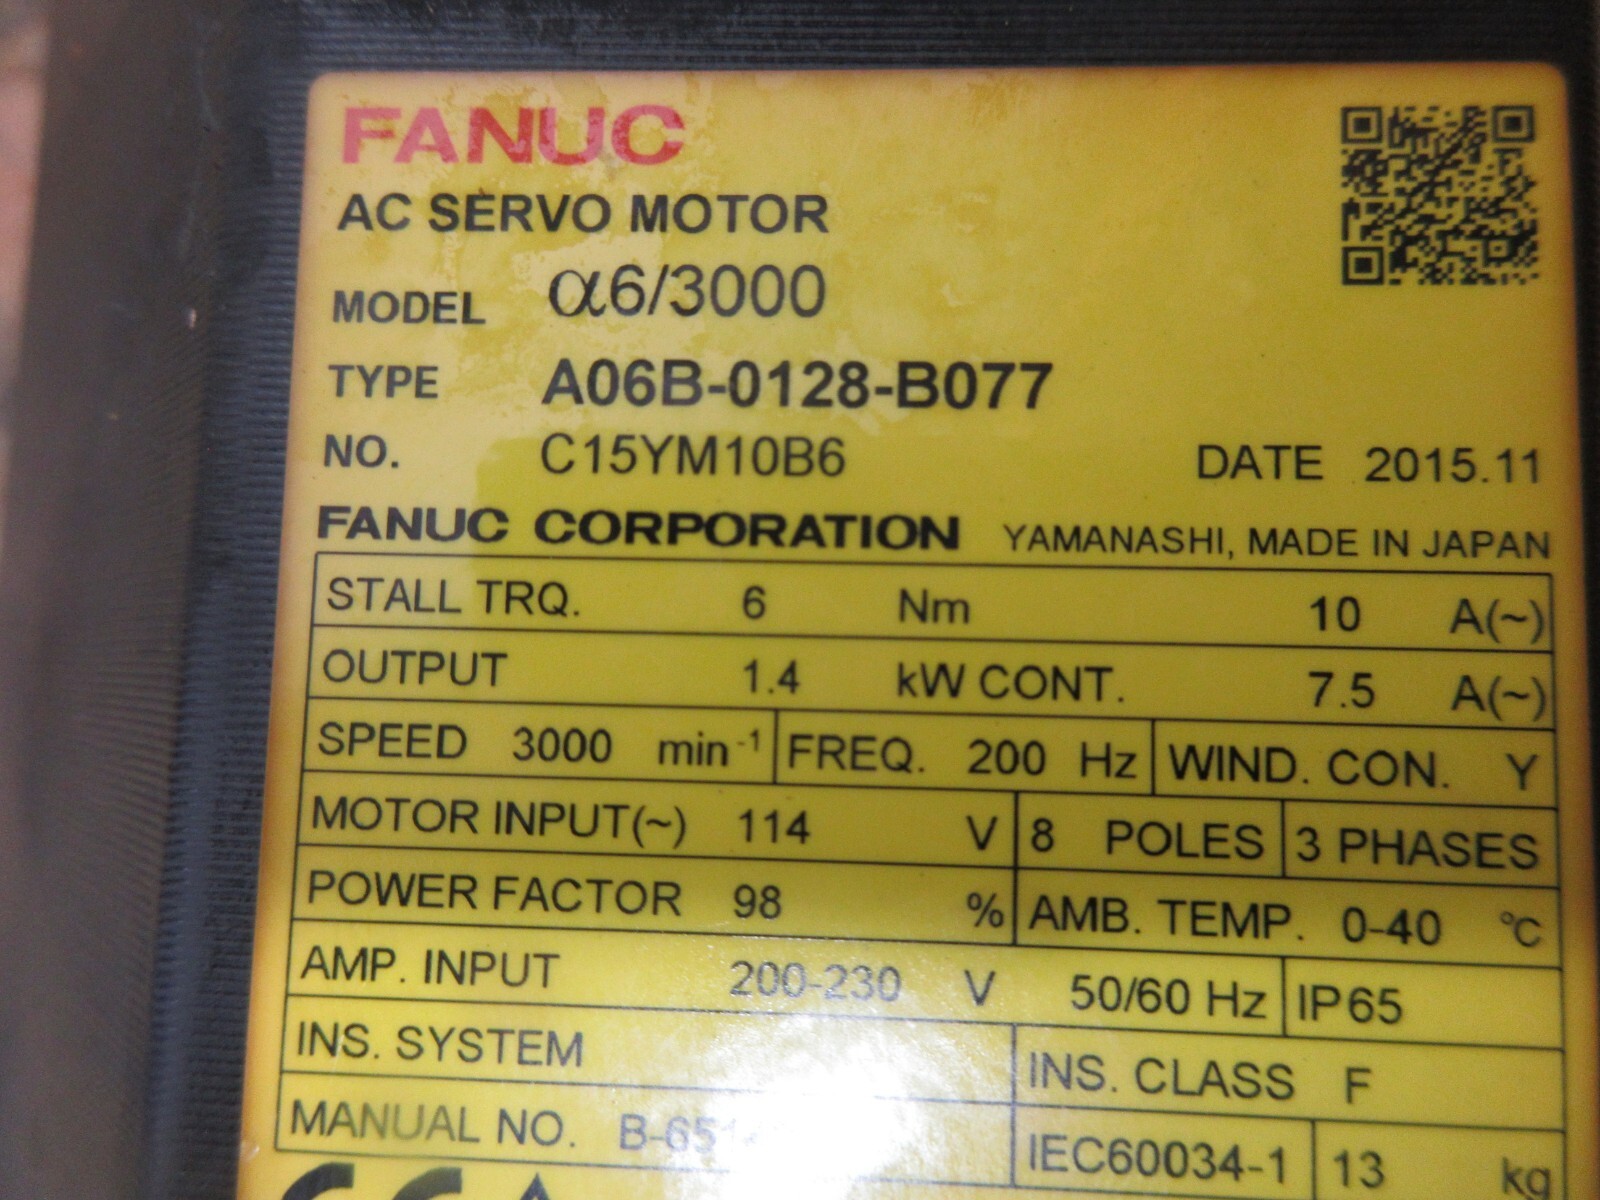 FANUC
AC SERVO MOTOR
MODEL α6/3000
TYPE A06B-0128-B077
NO. C15YM10B6 DATE 2015.11
FANUC CORPORATION YAMANASHI, MADE IN JAPAN
STALL TRQ. 6 Nm 10 A(~)
OUTPUT 1.4 kW CONT. 7.5 A(~)
SPEED 3000 min⁻¹ FREQ. 200 Hz WIND. CON. Y
MOTOR INPUT(~) 114 V 8 POLES 3 PHASES
POWER FACTOR 98 % AMB. TEMP. 0-40 °C
AMP. INPUT 200-230 V 50/60 Hz IP65
INS. SYSTEM INS. CLASS F
MANUAL NO. IEC60034-1 13 kg